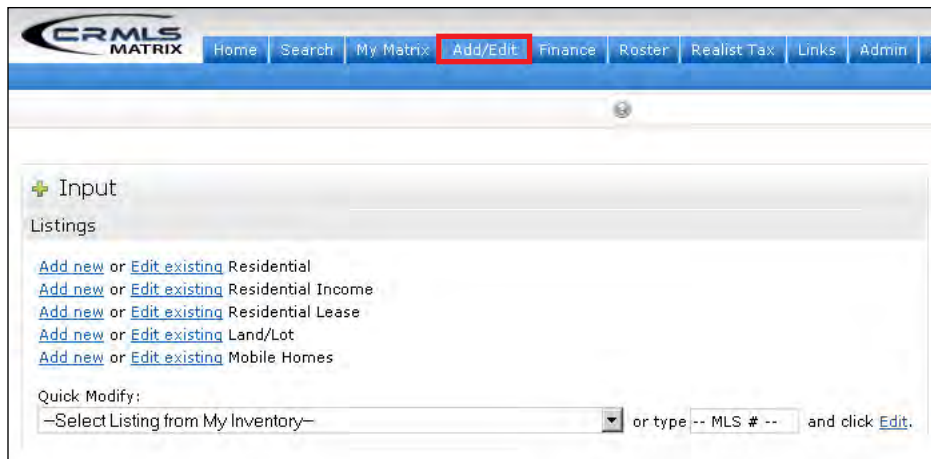 CRMLS
MATRIX
Home Search My Matrix Add/Edit Finance Roster Realist Tax Links Admin
Input
Listings
Add new or Edit existing Residential
Add new or Edit existing Residential Income
Add new or Edit existing Residential Lease
Add new or Edit existing Land/Lot
Add new or Edit existing Mobile Homes
Quick Modify:
--Select Listing from My Inventory-- or type -- MLS # -- and click Edit.